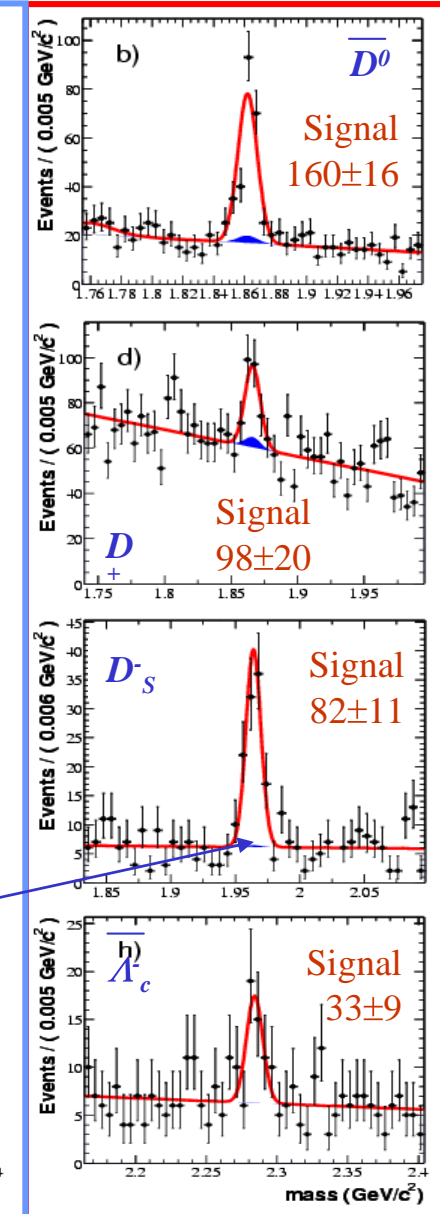 b)
D⁰
Signal
160±16
Events / ( 0.005 GeV/c² )
100
80
60
40
20
0
1.76 1.78 1.8 1.82 1.84 1.86 1.88 1.9 1.92 1.94 1.96
d)
Signal
98±20
D
+
Events / ( 0.005 GeV/c² )
100
80
60
40
20
0
1.75 1.8 1.85 1.9 1.95
D⁻S
Signal
82±11
Events / ( 0.006 GeV/c² )
45
40
35
30
25
20
15
10
5
0
1.85 1.9 1.95 2 2.05
h)
Λ⁻c
Signal
33±9
Events / ( 0.005 GeV/c² )
25
20
15
10
5
0
2.2 2.25 2.3 2.35 2.4
mass (GeV/c²)